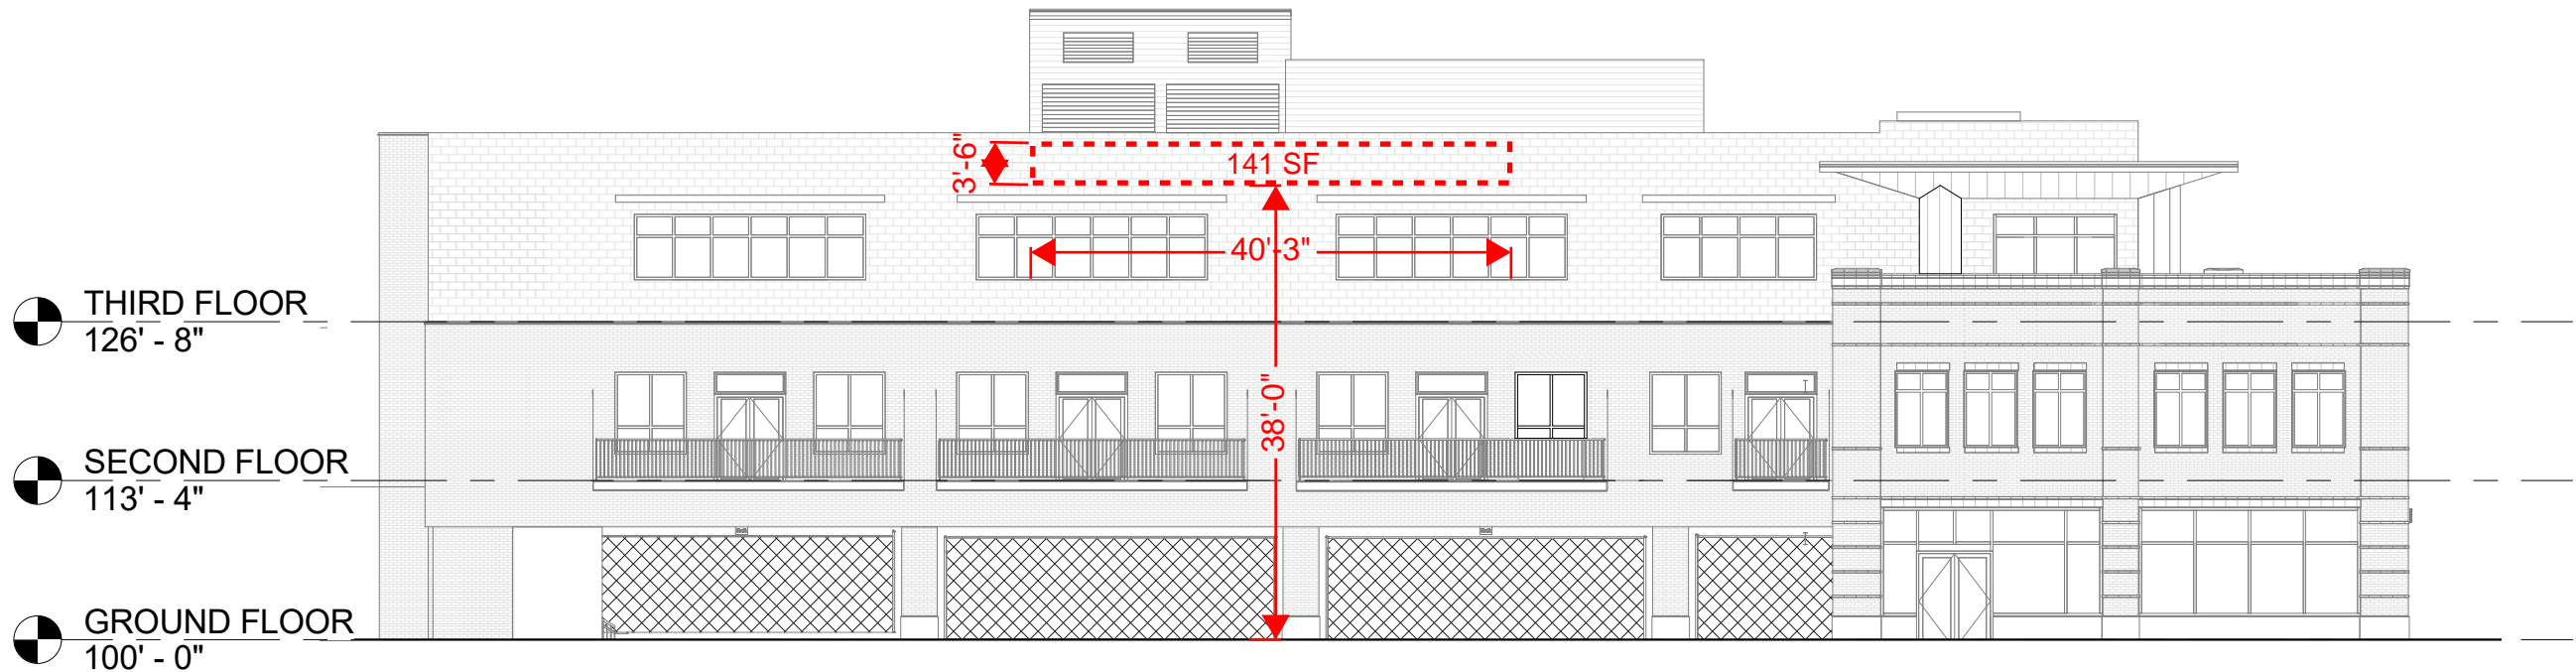 3'-6"
141 SF
40'-3"
THIRD FLOOR
126' - 8"
38'-0"
SECOND FLOOR
113' - 4"
GROUND FLOOR
100' - 0"